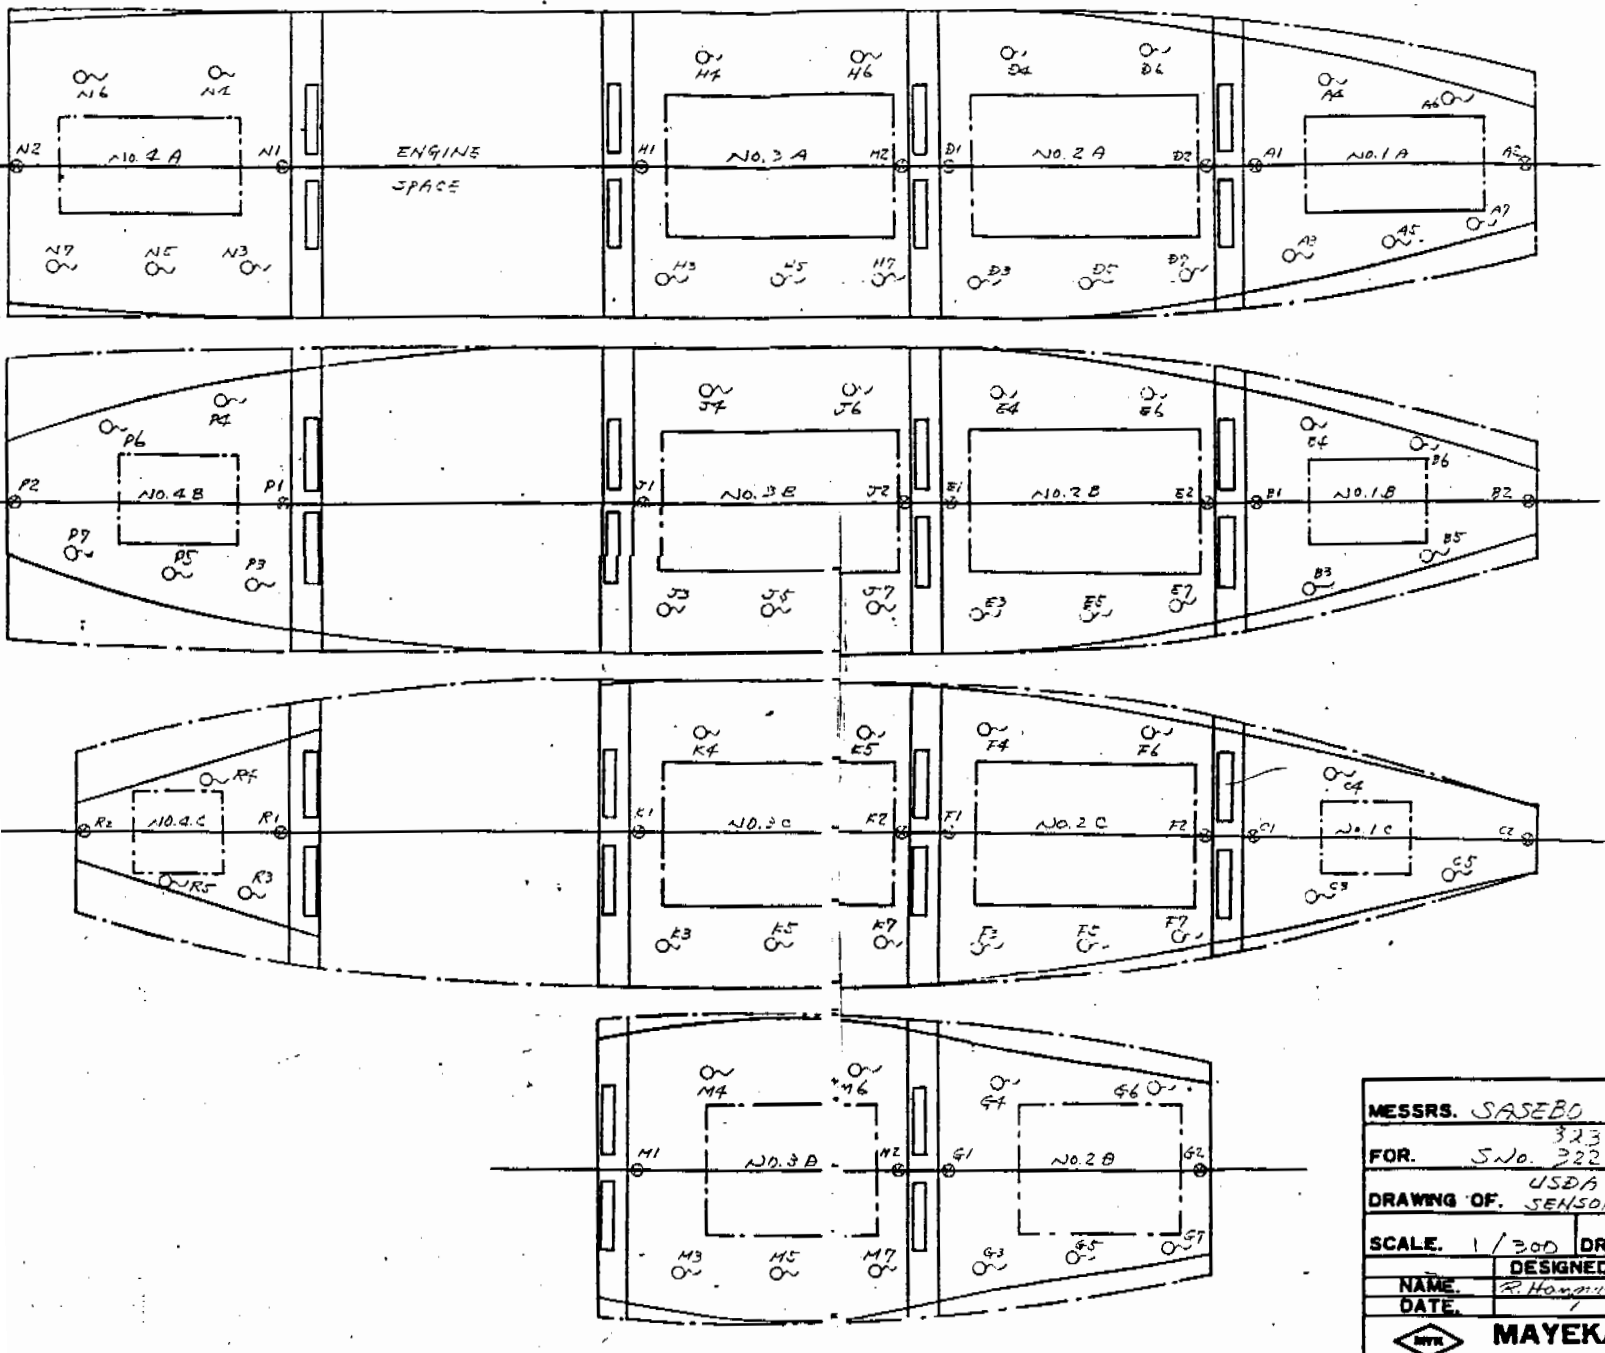 N6 N4 H4 H6 D4 D6 A4 A6
N2 NO. 4 A N1 ENGINE H1 NO. 3 A H2 D1 NO. 2 A D2 A1 NO. 1 A A2
SPACE
N7 N5 N3 H3 H5 H7 D3 D5 D7 A3 A5 A7
P6 P4 J4 J6 E4 E6 B4 B6
P2 NO. 4 B P1 J1 NO. 3 B J2 E1 NO. 2 B E2 B1 NO. 1 B B2
P7 P5 P3 J3 J5 J7 E3 E5 E7 B3 B5
R4 K4 K5 F4 F6 C4
R2 NO. 4. C R1 K1 NO. 3 C K2 F1 NO. 2 C F2 C1 NO. 1 C C2
R5 R3 K3 K5 K7 F3 F5 F7 C3 C5
M4 M6 G4 G6
M1 NO. 3 D M2 G1 NO. 2 D G2
M3 M5 M7 G3 G5 G7
MESSRS. SASEBO
323
FOR. S.No. 322
USDA
DRAWING OF.
SCALE. 1/300 DR
DESIGNED
NAME.
DATE.
MYK